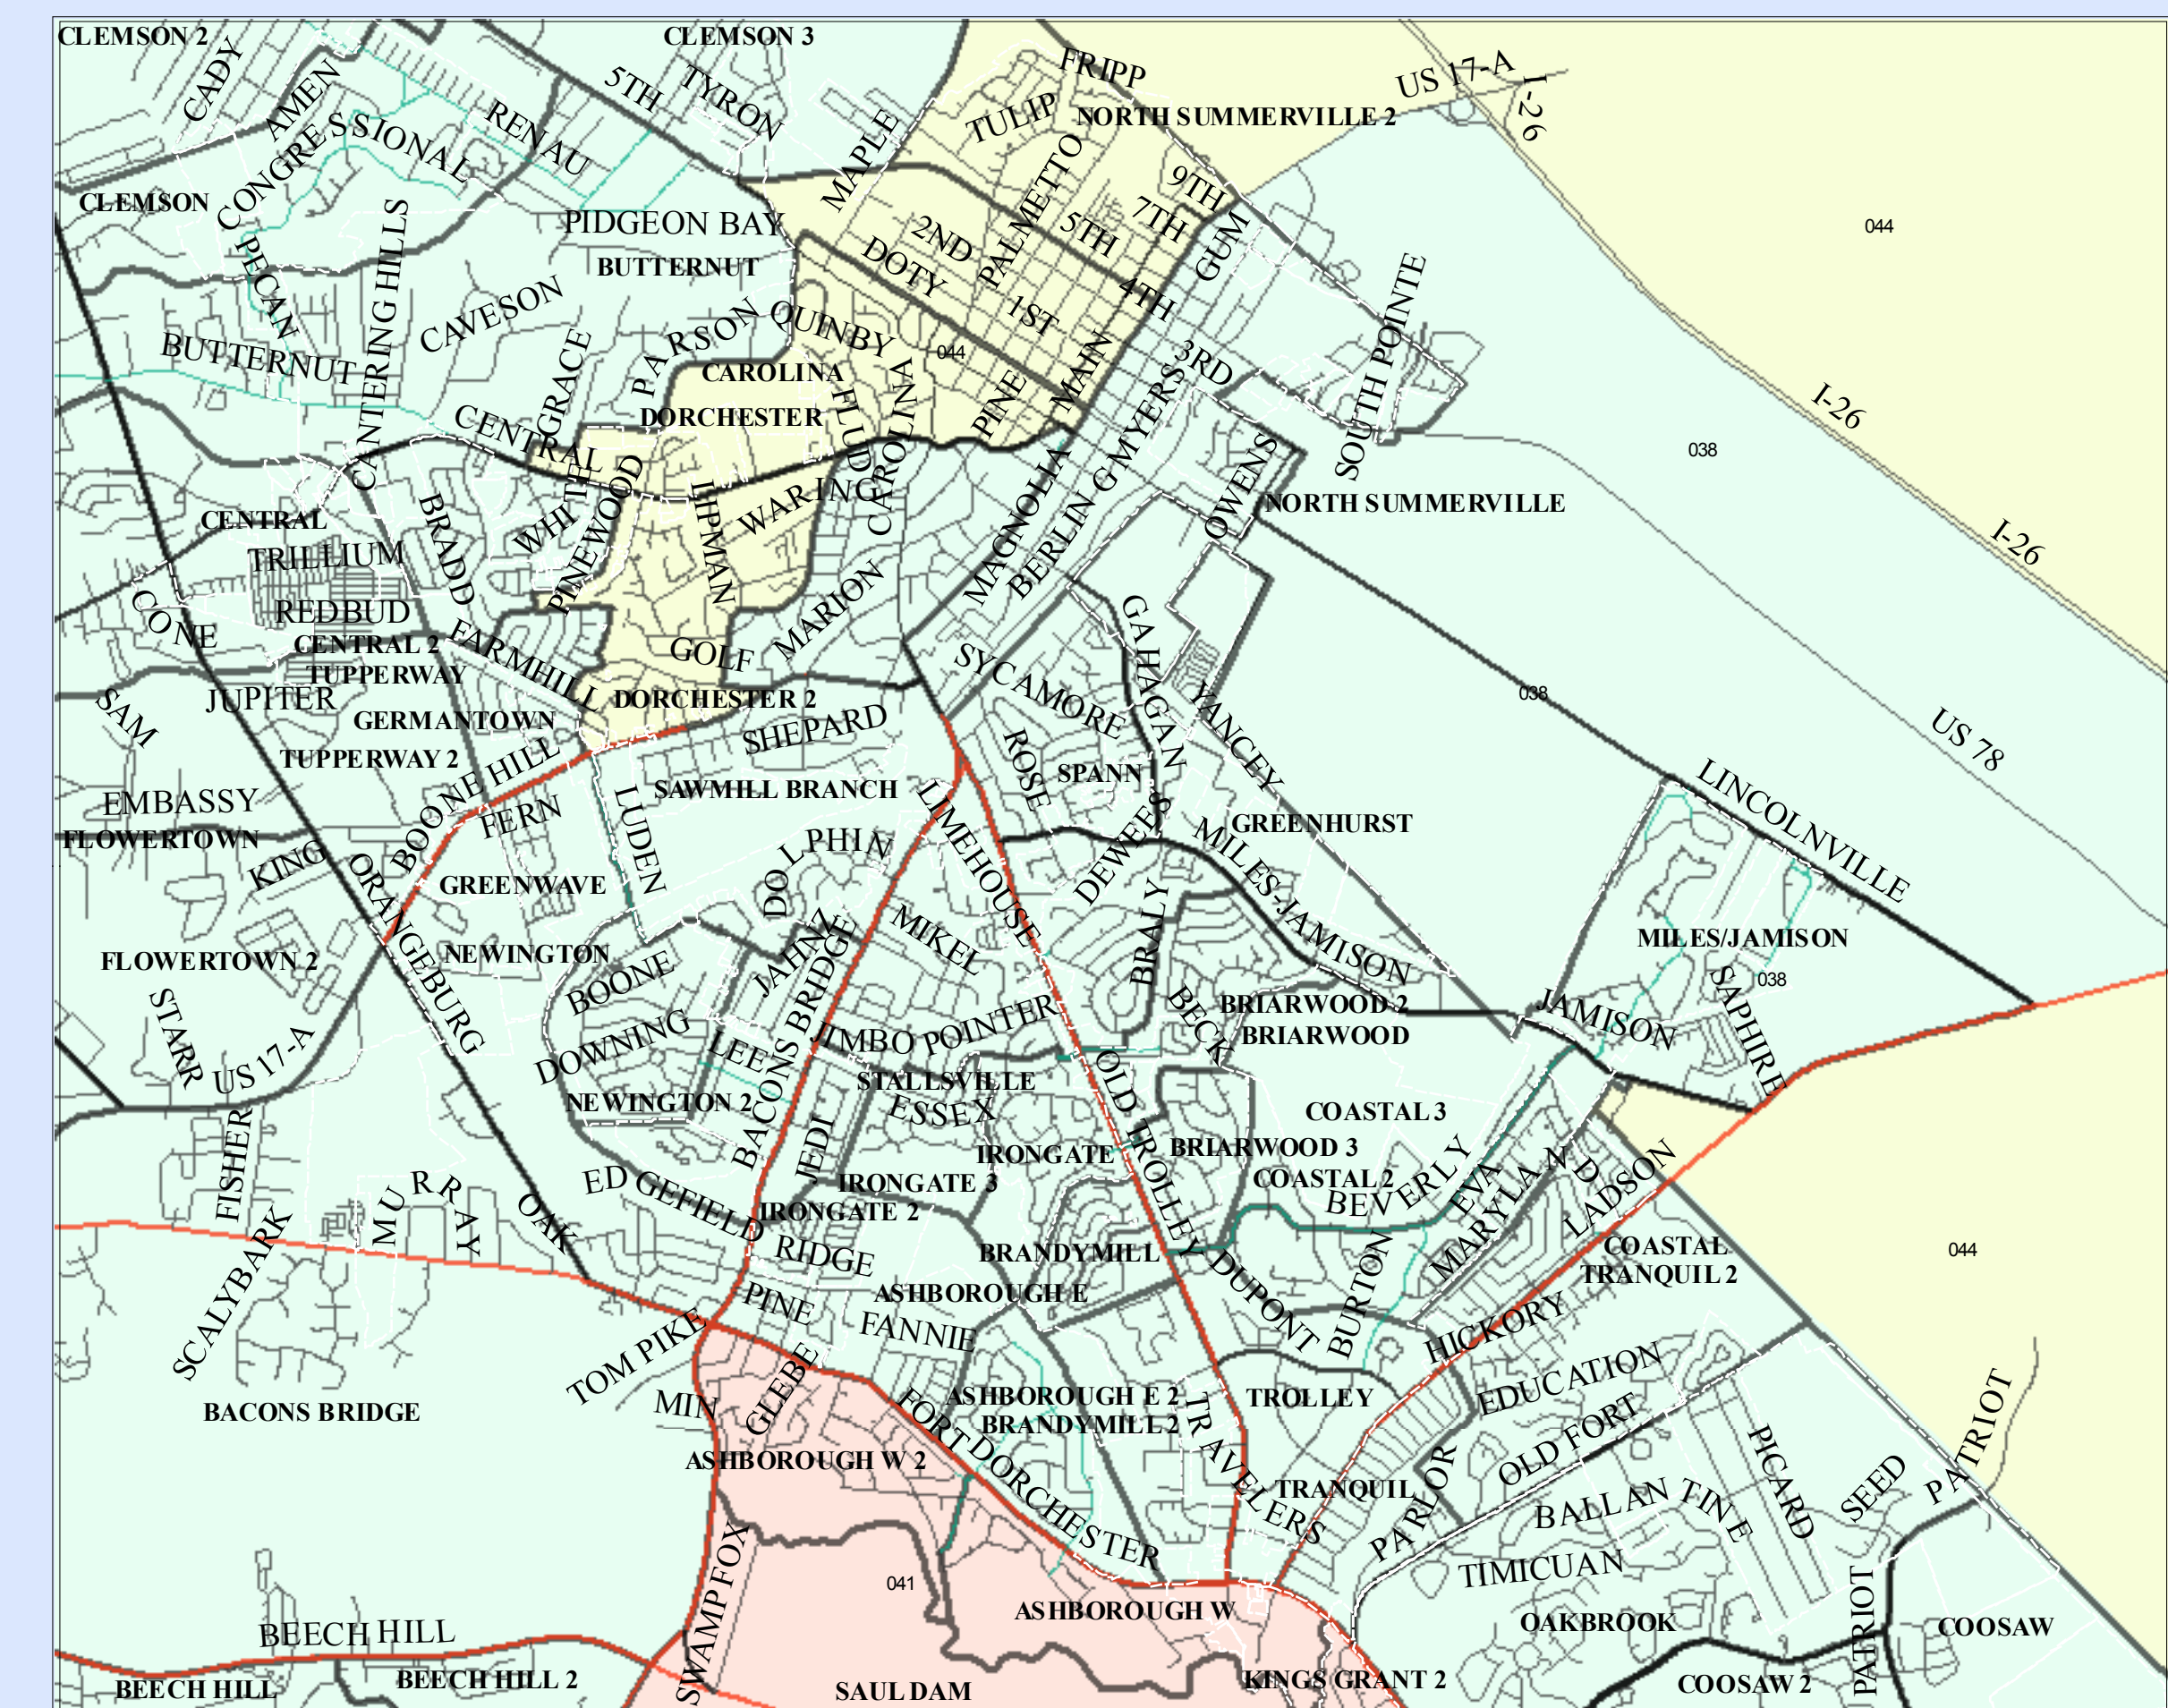 CLEMSON 2
CLEMSON 3
CADY
AMEN
5TH
TYRON
FRIPP
US 17-A
I-26
TULIP
NORTH SUMMERVILLE 2
CONGRESSIONAL
RENAU
MAPLE
PALMETTO
9TH
CLEMSON
PIDGEON BAY
7TH
5TH
2ND
GUM
044
PECAN
CANTERING HILLS
BUTTERNUT
DOTY
4TH
SOUTH POINTE
CAVESON
PARSON
QUINBY
1ST
BUTTERNUT
GRACE
044
MAIN
3RD
CAROLINA
FLUD
CAROLINA
PINE
I-26
DORCHESTER
CENTRAL
BERLIN G MYERS
OWENS
038
WHITE
PINEWOOD
LIPMAN
WARING
MAGNOLIA
NORTH SUMMERVILLE
CENTRAL
BRADD
I-26
TRILLIUM
CONE
REDBUD
MARION
GAHAGAN
CENTRAL 2
FARMHILL
GOLF
SYCAMORE
TUPPERWAY
JUPITER
DORCHESTER 2
038
SAM
GERMANTOWN
SHEPARD
YANCEY
US 78
TUPPERWAY 2
BOONE HILL
ROSE
SPANN
EMBASSY
FERN
LUDEN
SAWMILL BRANCH
LIMEHOUSE
DEWEES
GREENHURST
LINCOLNVILLE
FLOWERTOWN
DOLPHIN
MILES-JAMISON
KING
ORANGEBURG
GREENWAVE
BRALY
FLOWERTOWN 2
NEWINGTON
BOONE
JAHNZ
MIKEL
MILES/JAMISON
038
STARR
BACONS BRIDGE
BECK
BRIARWOOD 2
JAMISON
SAPHIRE
US 17-A
DOWNING
LEE
JIMBO POINTER
BRIARWOOD
OLD TROLLEY
STALLSVILLE
FISHER
NEWINGTON 2
ESSEX
COASTAL 3
JEDI
IRONGATE
BRIARWOOD 3
MURRAY
EDGEFIELD
IRONGATE 3
COASTAL 2
BEVERLY
EVA
MARYLAND
LADSON
OAK
IRONGATE 2
SCALYBARK
RIDGE
BRANDYMILL
DUPONT
BURTON
COASTAL
044
TRANQUIL 2
PINE
ASHBOROUGH E
TOM PIKE
FANNIE
HICKORY
GLEBE
MIN
EDUCATION
BACONS BRIDGE
ASHBOROUGH E 2
TROLLEY
PATRIOT
BRANDYMILL 2
TRAVELERS
OLD FORT
PICARD
ASHBOROUGH W 2
FORT DORCHESTER
TRANQUIL
PARLOR
BALLANTINE
SEED
SWAMP FOX
TIMICUAN
041
PATRIOT
ASHBOROUGH W
OAKBROOK
COOSAW
BEECH HILL
BEECH HILL
BEECH HILL 2
SAUL DAM
KINGS GRANT 2
COOSAW 2